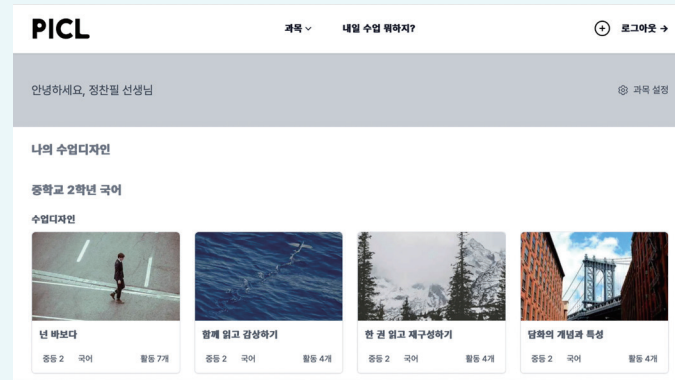 PICL 과목 내일 수업 뭐하지? 로그아웃 →
안녕하세요, 정찬필 선생님 과목 설정
나의 수업디자인
중학교 2학년 국어
수업디자인
넌 바보다 함께 읽고 감상하기 한 권 읽고 재구성하기 담화의 개념과 특성
중등 2 국어 활동 7개 중등 2 국어 활동 4개 중등 2 국어 활동 4개 중등 2 국어 활동 4개